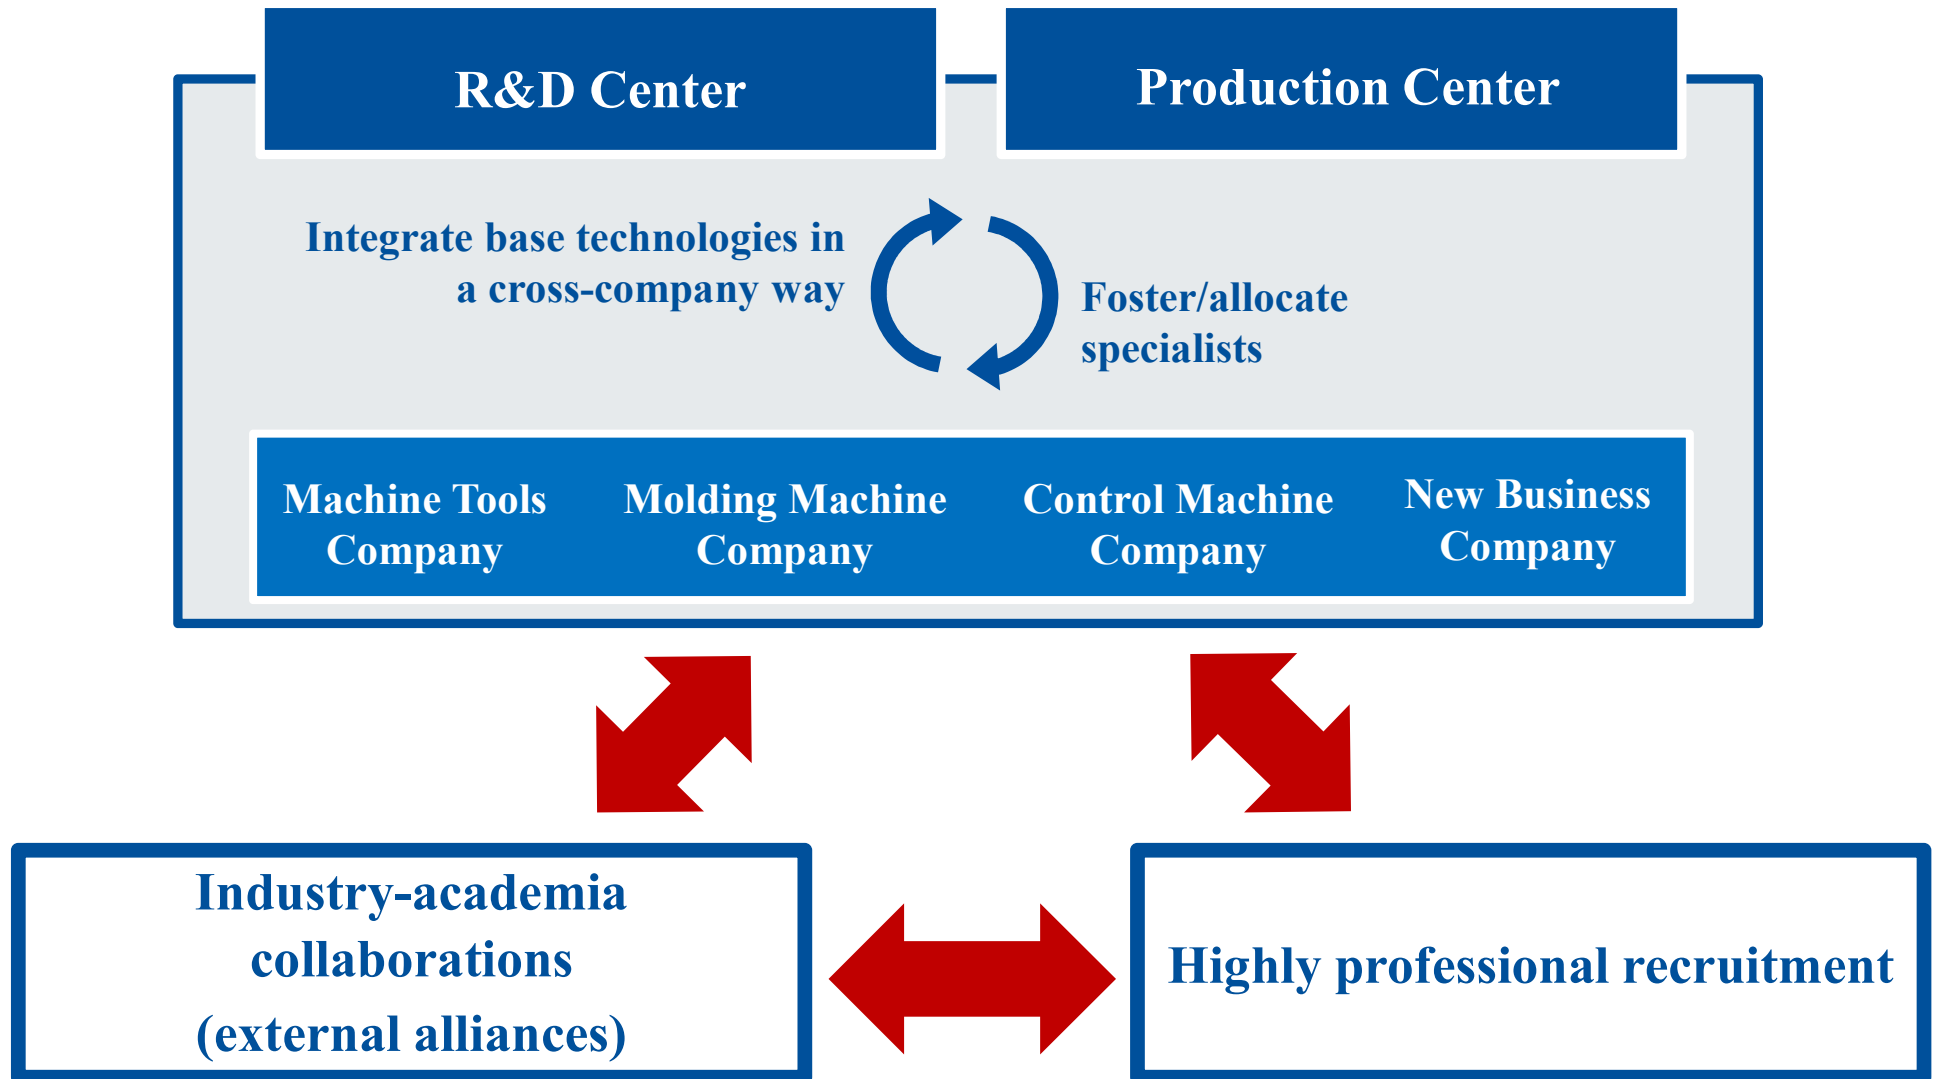 R&D Center
Production Center
Integrate base technologies in
a cross-company way
Foster/allocate
specialists
Machine Tools
Company
Molding Machine
Company
Control Machine
Company
New Business
Company
Industry-academia
collaborations
(external alliances)
Highly professional recruitment